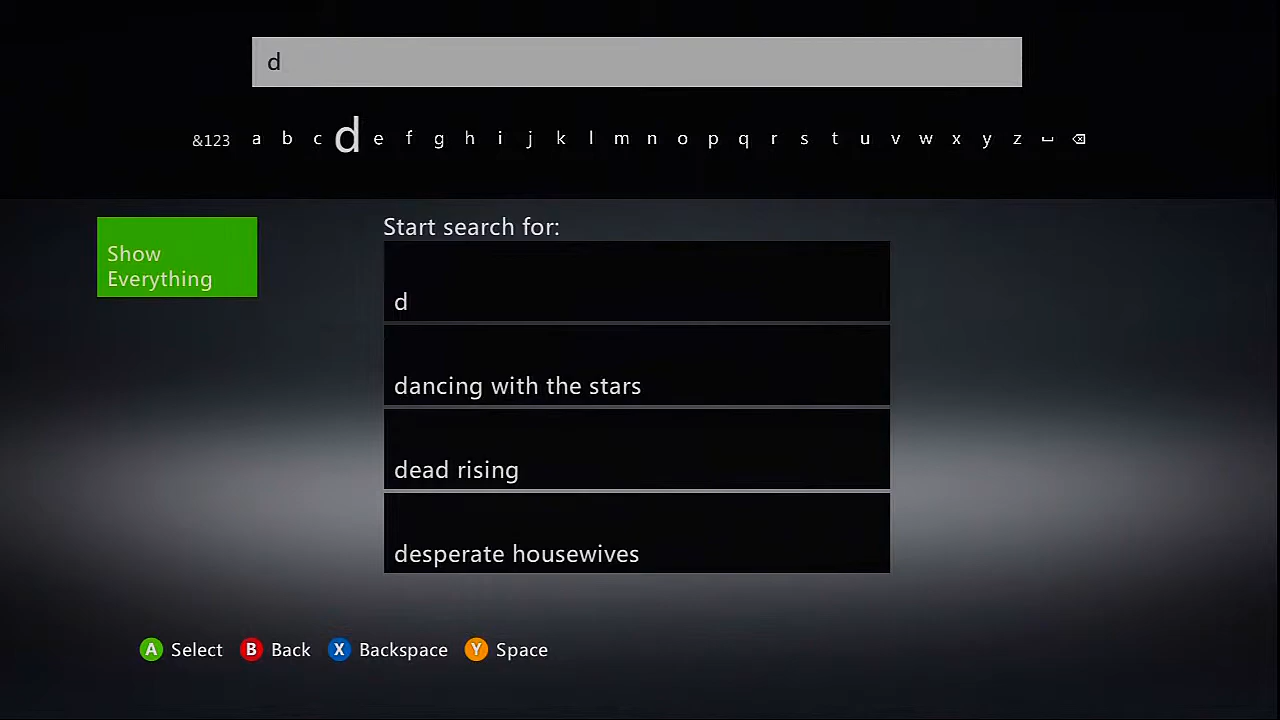 d
&123 a b c d e f g h i j k l m n o p q r s t u v w x y z ⌴ ⌫
Show
Everything
Start search for:
d
dancing with the stars
dead rising
desperate housewives
A Select B Back X Backspace Y Space